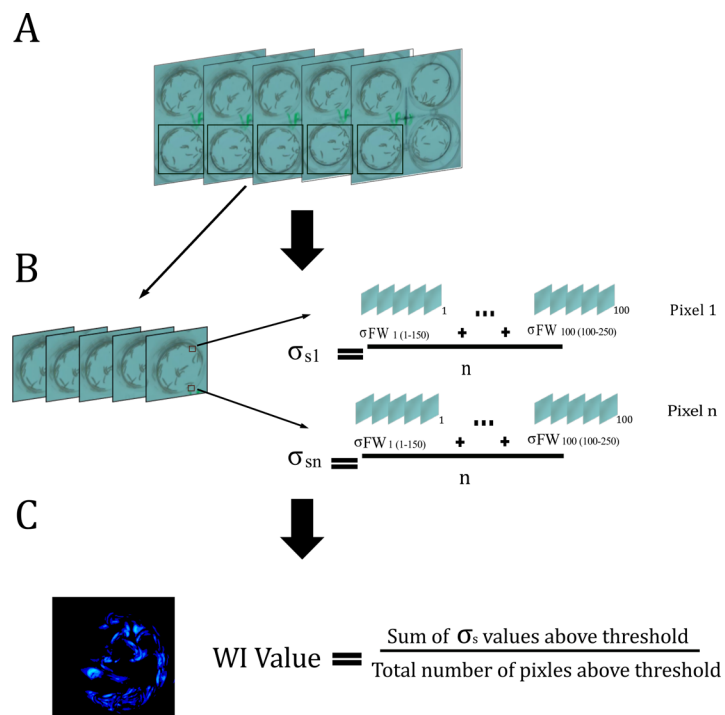 A
B
1 ... 100
Pixel 1
σFW 1 (1-150) + + σFW 100 (100-250)
σs1 =
n
1 ... 100
Pixel n
σFW 1 (1-150) + + σFW 100 (100-250)
σsn =
n
C
WI Value = Sum of σs values above threshold
Total number of pixles above threshold